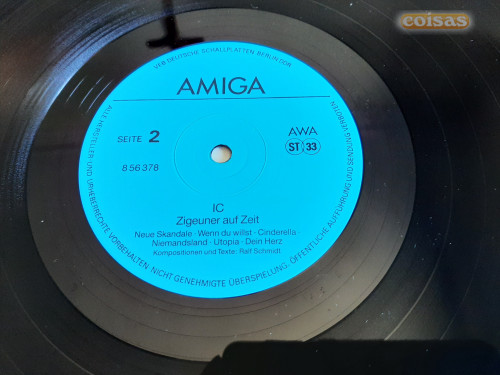 coisas
VEB DEUTSCHE SCHALLPLATTEN BERLIN DDR
AMIGA
SEITE 2
AWA
ST 33
8 56 378
IC
Zigeuner auf Zeit
Neue Skandale · Wenn du willst · Cinderella ·
Niemandsland · Utopia · Dein Herz
Kompositionen und Texte: Ralf Schmidt
ALLE HERSTELLER- UND URHEBERRECHTE VORBEHALTEN · NICHT GENEHMIGTE ÜBERSPIELUNG, ÖFFENTLICHE AUFFÜHRUNG UND SENDUNG VERBOTEN